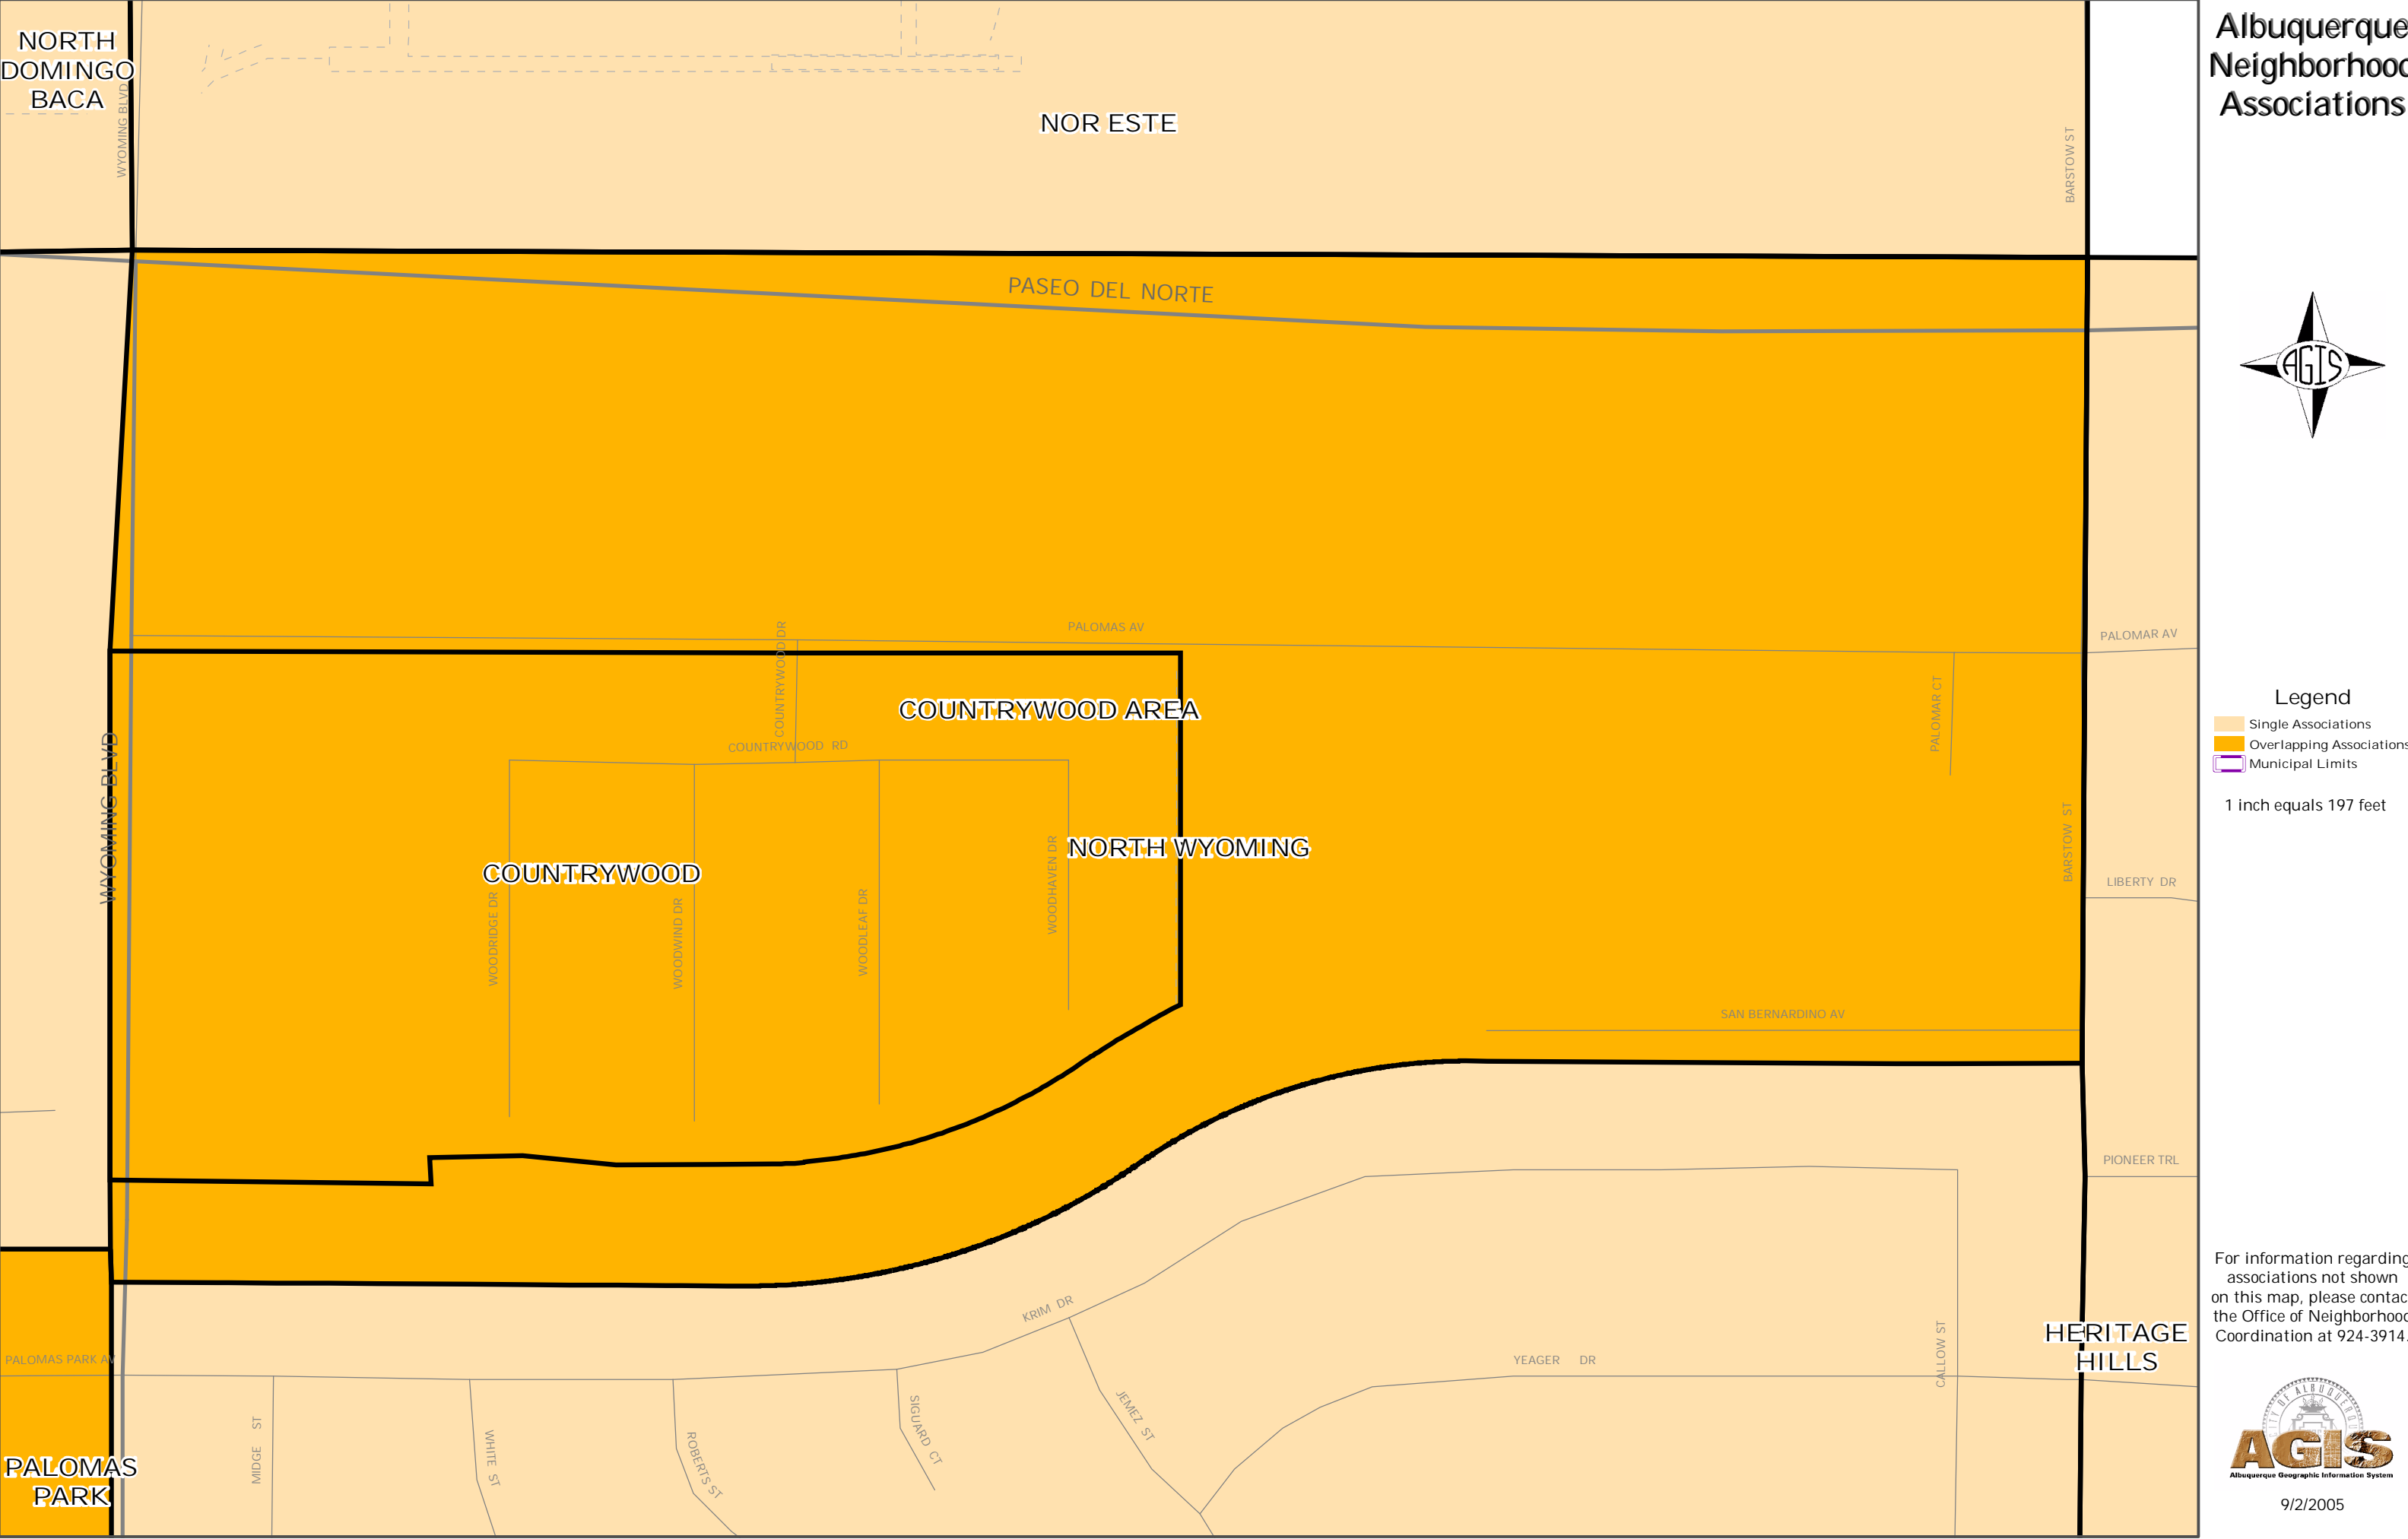 NORTH
DOMINGO
BACA
WYOMING BLVD
NOR ESTE
BARSTOW ST
PASEO DEL NORTE
PALOMAS AV
PALOMAR AV
COUNTRYWOOD DR
COUNTRYWOOD AREA
PALOMAR CT
COUNTRYWOOD RD
WYOMING BLVD
NORTH WYOMING
COUNTRYWOOD
BARSTOW ST
LIBERTY DR
WOODRIDGE DR
WOODWIND DR
WOODLEAF DR
WOODHAVEN DR
SAN BERNARDINO AV
PIONEER TRL
KRIM DR
HERITAGE
HILLS
PALOMAS PARK AV
YEAGER DR
CALLOW ST
MIDGE ST
WHITE ST
ROBERTS ST
SIGUARD CT
JEMEZ ST
PALOMAS
PARK
Albuquerque
Neighborhood
Associations
AGIS
Legend
Single Associations
Overlapping Associations
Municipal Limits
1 inch equals 197 feet
For information regarding
associations not shown
on this map, please contact
the Office of Neighborhood
Coordination at 924-3914.
CITY OF ALBUQUERQUE
AGIS
Albuquerque Geographic Information System
9/2/2005